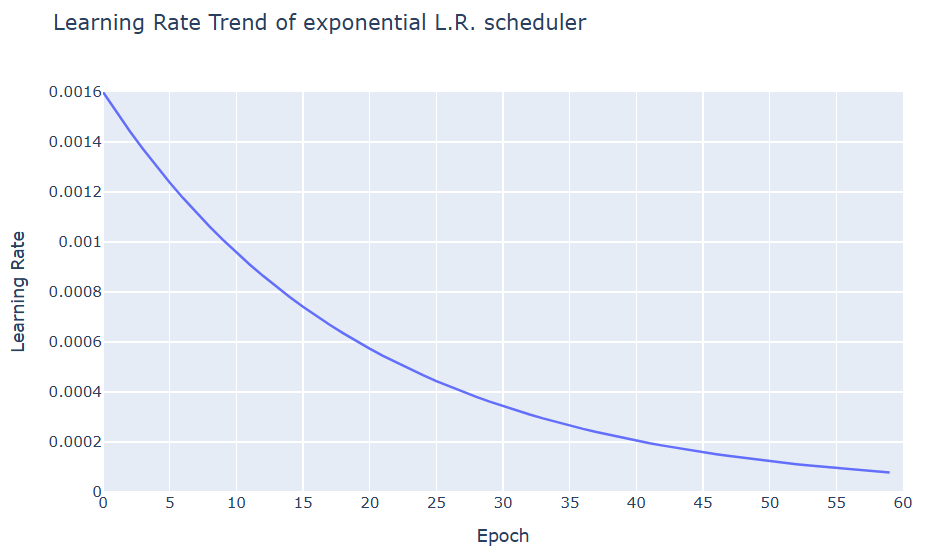 Learning Rate Trend of exponential L.R. scheduler
0.0016
0.0014
0.0012
0.001
0.0008
0.0006
0.0004
0.0002
0
Learning Rate
0 5 10 15 20 25 30 35 40 45 50 55 60
Epoch